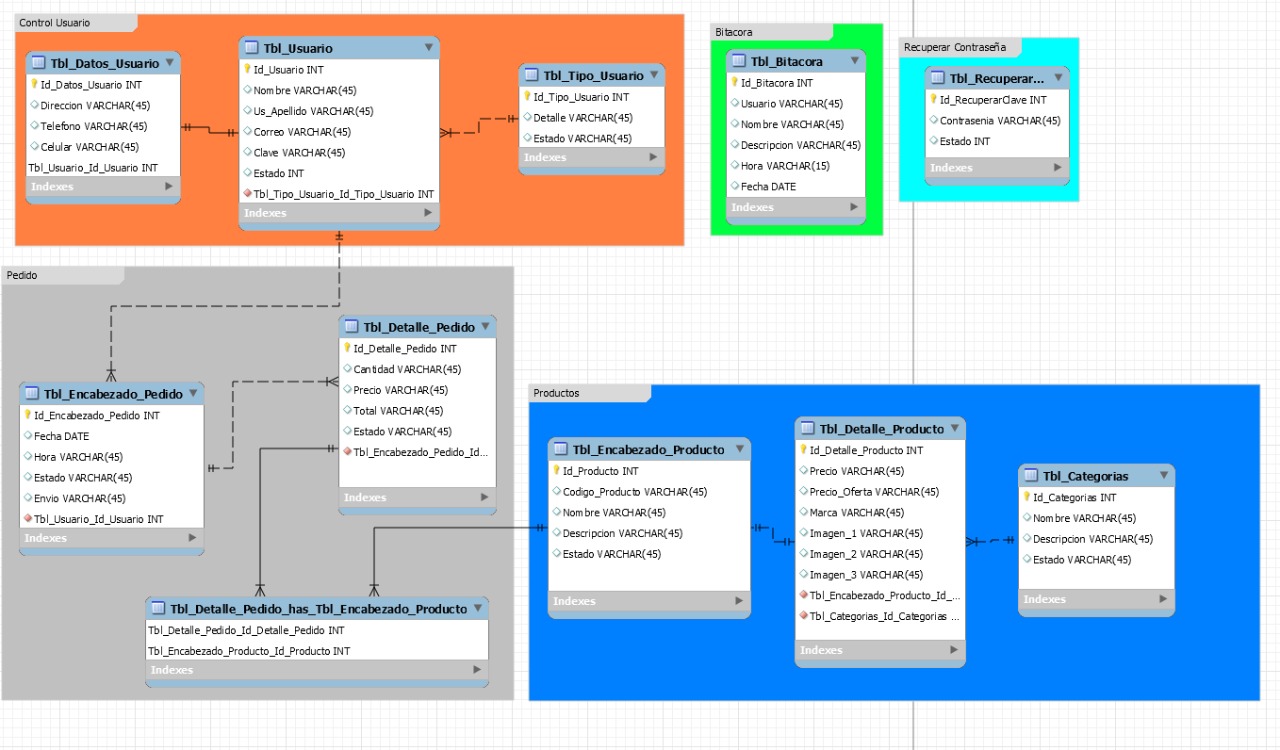 Control Usuario
Tbl_Datos_Usuario
Id_Datos_Usuario INT
Direccion VARCHAR(45)
Telefono VARCHAR(45)
Celular VARCHAR(45)
Tbl_Usuario_Id_Usuario INT
Indexes
Tbl_Usuario
Id_Usuario INT
Nombre VARCHAR(45)
Us_Apellido VARCHAR(45)
Correo VARCHAR(45)
Clave VARCHAR(45)
Estado INT
Tbl_Tipo_Usuario_Id_Tipo_Usuario INT
Indexes
Tbl_Tipo_Usuario
Id_Tipo_Usuario INT
Detalle VARCHAR(45)
Estado VARCHAR(45)
Indexes
Bitacora
Tbl_Bitacora
Id_Bitacora INT
Usuario VARCHAR(45)
Nombre VARCHAR(45)
Descripcion VARCHAR(45)
Hora VARCHAR(15)
Fecha DATE
Indexes
Recuperar Contraseña
Tbl_Recuperar...
Id_RecuperarClave INT
Contrasenia VARCHAR(45)
Estado INT
Indexes
Pedido
Tbl_Encabezado_Pedido
Id_Encabezado_Pedido INT
Fecha DATE
Hora VARCHAR(45)
Estado VARCHAR(45)
Envio VARCHAR(45)
Tbl_Usuario_Id_Usuario INT
Indexes
Tbl_Detalle_Pedido
Id_Detalle_Pedido INT
Cantidad VARCHAR(45)
Precio VARCHAR(45)
Total VARCHAR(45)
Estado VARCHAR(45)
Tbl_Encabezado_Pedido_Id...
Indexes
Tbl_Detalle_Pedido_has_Tbl_Encabezado_Producto
Tbl_Detalle_Pedido_Id_Detalle_Pedido INT
Tbl_Encabezado_Producto_Id_Producto INT
Indexes
Productos
Tbl_Encabezado_Producto
Id_Producto INT
Codigo_Producto VARCHAR(45)
Nombre VARCHAR(45)
Descripcion VARCHAR(45)
Estado VARCHAR(45)
Indexes
Tbl_Detalle_Producto
Id_Detalle_Producto INT
Precio VARCHAR(45)
Precio_Oferta VARCHAR(45)
Marca VARCHAR(45)
Imagen_1 VARCHAR(45)
Imagen_2 VARCHAR(45)
Imagen_3 VARCHAR(45)
Tbl_Encabezado_Producto_Id_...
Tbl_Categorias_Id_Categorias ...
Indexes
Tbl_Categorias
Id_Categorias INT
Nombre VARCHAR(45)
Descripcion VARCHAR(45)
Estado VARCHAR(45)
Indexes